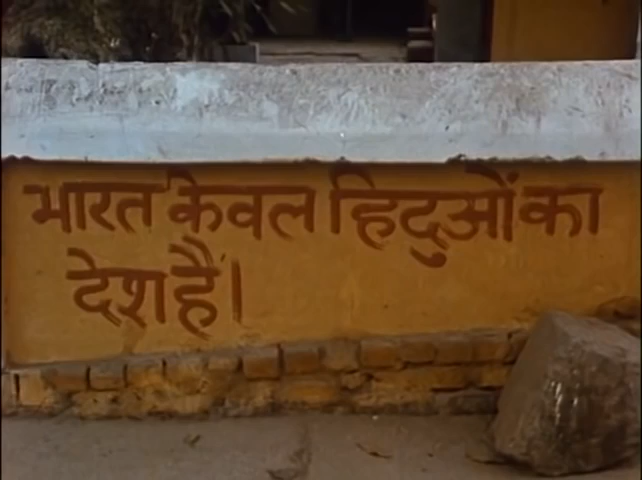 भारत केवल हिदुओं का
देश है।